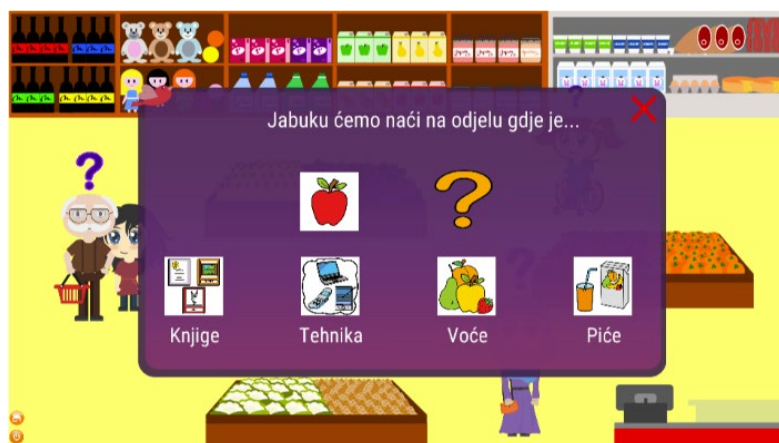 Jabuku ćemo naći na odjelu gdje je...
?
?
Knjige
Tehnika
Voće
Piće